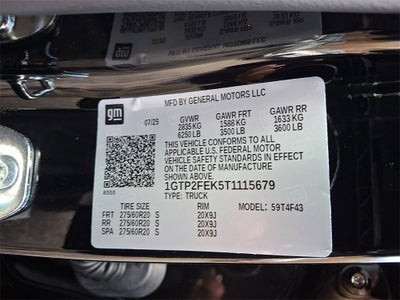 MFD BY GENERAL MOTORS LLC
gm
07/25
GVWR GAWR FRT GAWR RR
2835 KG 1588 KG 1633 KG
6250 LB 3500 LB 3600 LB
THIS VEHICLE CONFORMS TO ALL
APPLICABLE U.S. FEDERAL MOTOR
VEHICLE SAFETY STANDARDS IN EFFECT
ON THE DATE OF MANUFACTURE
SHOWN ABOVE.
1GTP2FEK5T1115679
TYPE: TRUCK
TIRE SIZE RIM MODEL: 59T4F43
FRT 275/60R20 S 20X9J
RR 275/60R20 S 20X9J
SPA 275/60R20 S 20X9J